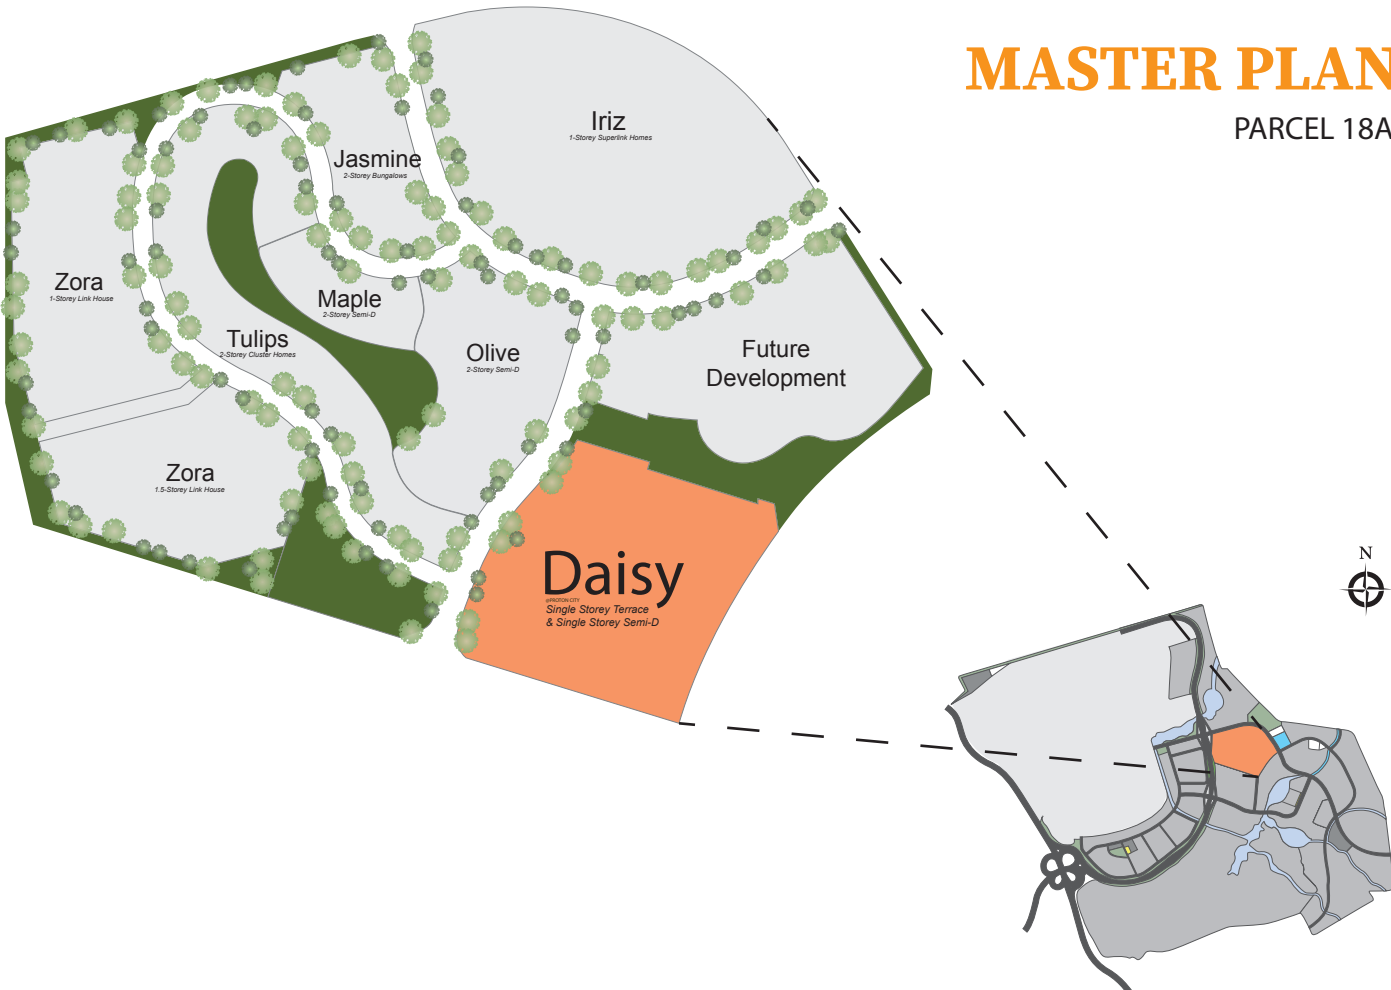 MASTER PLAN
PARCEL 18A
Iriz
1-Storey Superlink Homes
Jasmine
2-Storey Bungalows
Zora
1-Storey Link House
Maple
2-Storey Semi-D
Tulips
2-Storey Cluster Homes
Olive
2-Storey Semi-D
Future
Development
Zora
1.5-Storey Link House
Daisy
@PROTON CITY
Single Storey Terrace
& Single Storey Semi-D
N